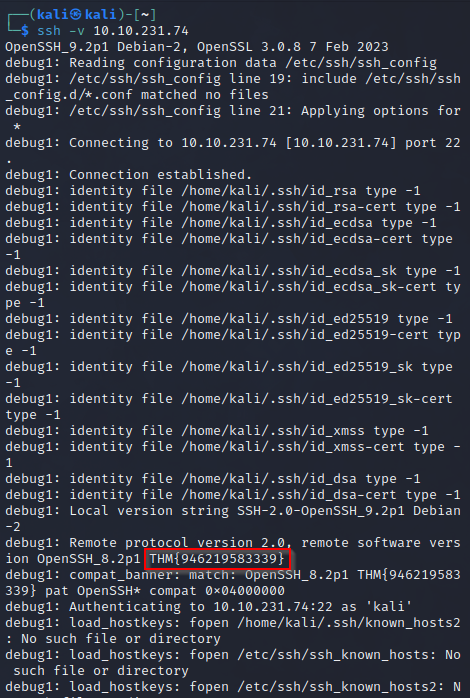 ┌──(kali㉿kali)-[~]
└─$ ssh -v 10.10.231.74
OpenSSH_9.2p1 Debian-2, OpenSSL 3.0.8 7 Feb 2023
debug1: Reading configuration data /etc/ssh/ssh_config
debug1: /etc/ssh/ssh_config line 19: include /etc/ssh/ssh
_config.d/*.conf matched no files
debug1: /etc/ssh/ssh_config line 21: Applying options for
*
debug1: Connecting to 10.10.231.74 [10.10.231.74] port 22
.
debug1: Connection established.
debug1: identity file /home/kali/.ssh/id_rsa type -1
debug1: identity file /home/kali/.ssh/id_rsa-cert type -1
debug1: identity file /home/kali/.ssh/id_ecdsa type -1
debug1: identity file /home/kali/.ssh/id_ecdsa-cert type
-1
debug1: identity file /home/kali/.ssh/id_ecdsa_sk type -1
debug1: identity file /home/kali/.ssh/id_ecdsa_sk-cert ty
pe -1
debug1: identity file /home/kali/.ssh/id_ed25519 type -1
debug1: identity file /home/kali/.ssh/id_ed25519-cert typ
e -1
debug1: identity file /home/kali/.ssh/id_ed25519_sk type
-1
debug1: identity file /home/kali/.ssh/id_ed25519_sk-cert
type -1
debug1: identity file /home/kali/.ssh/id_xmss type -1
debug1: identity file /home/kali/.ssh/id_xmss-cert type -
1
debug1: identity file /home/kali/.ssh/id_dsa type -1
debug1: identity file /home/kali/.ssh/id_dsa-cert type -1
debug1: Local version string SSH-2.0-OpenSSH_9.2p1 Debian
-2
debug1: Remote protocol version 2.0, remote software vers
ion OpenSSH_8.2p1 THM{946219583339}
debug1: compat_banner: match: OpenSSH_8.2p1 THM{946219583
339} pat OpenSSH* compat 0×04000000
debug1: Authenticating to 10.10.231.74:22 as 'kali'
debug1: load_hostkeys: fopen /home/kali/.ssh/known_hosts2
: No such file or directory
debug1: load_hostkeys: fopen /etc/ssh/ssh_known_hosts: No
such file or directory
debug1: load_hostkeys: fopen /etc/ssh/ssh_known_hosts2: N